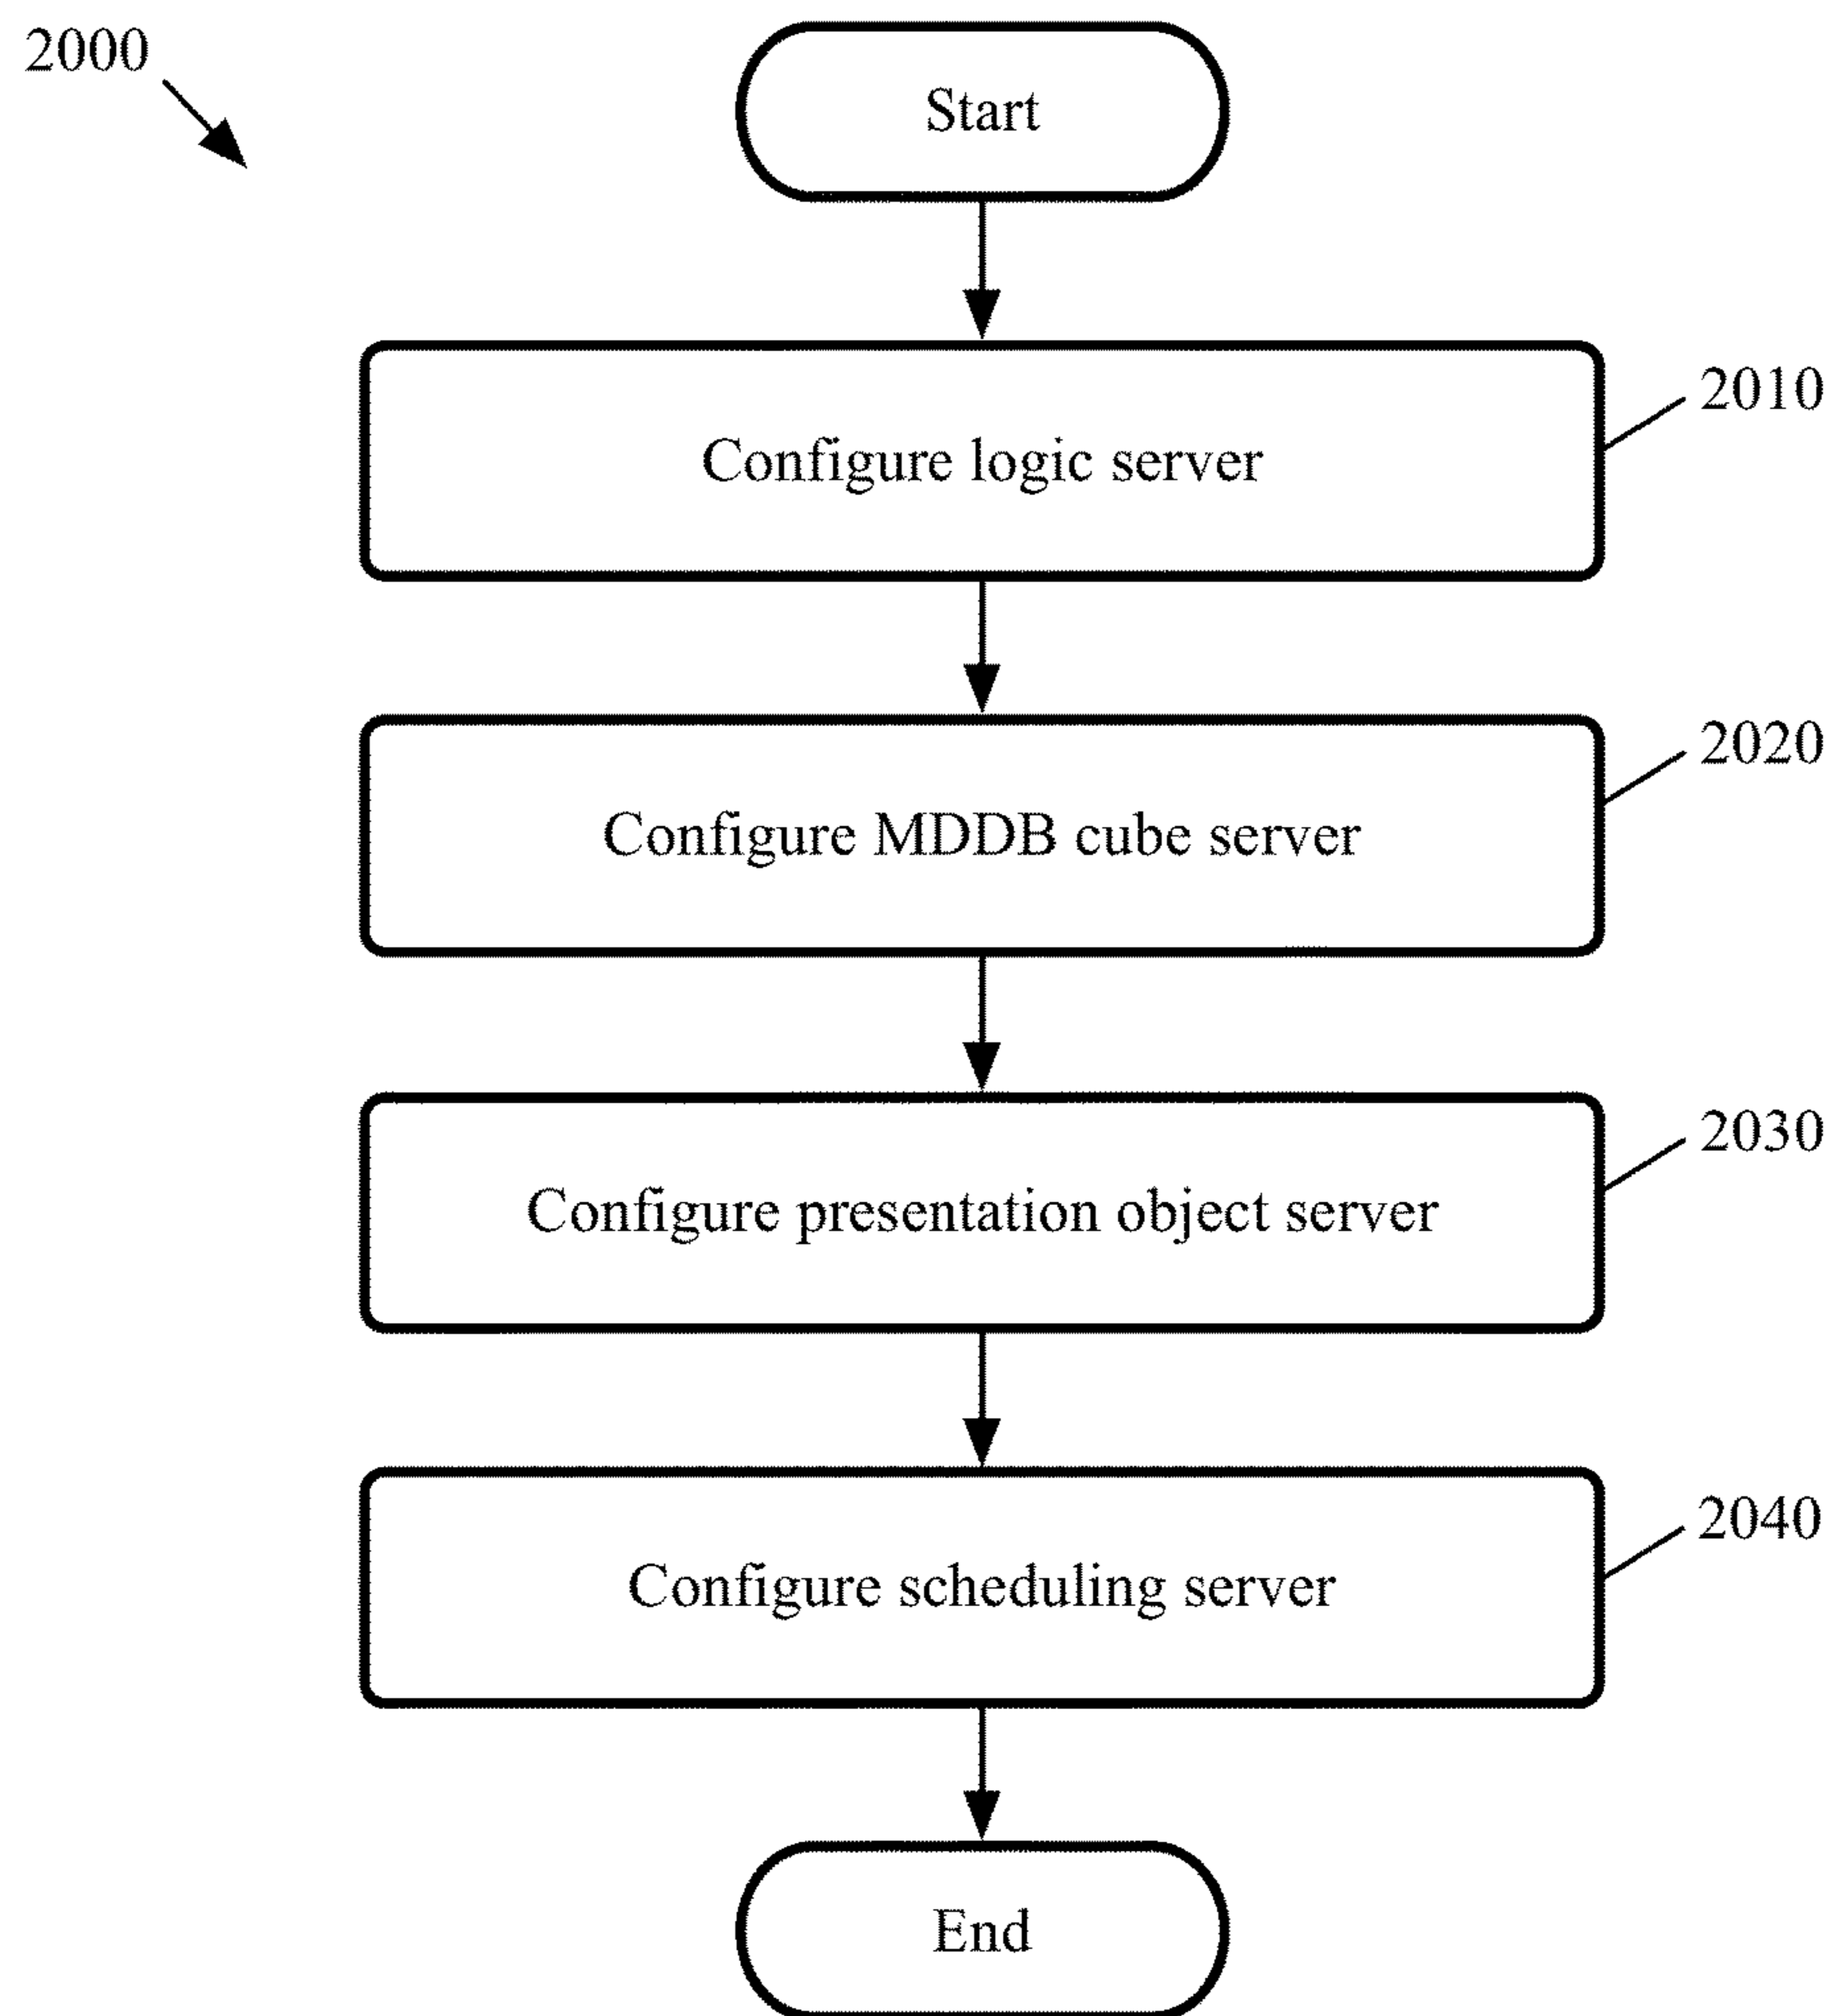 2000
Start
2010
Configure logic server
2020
Configure MDDB cube server
2030
Configure presentation object server
2040
Configure scheduling server
End